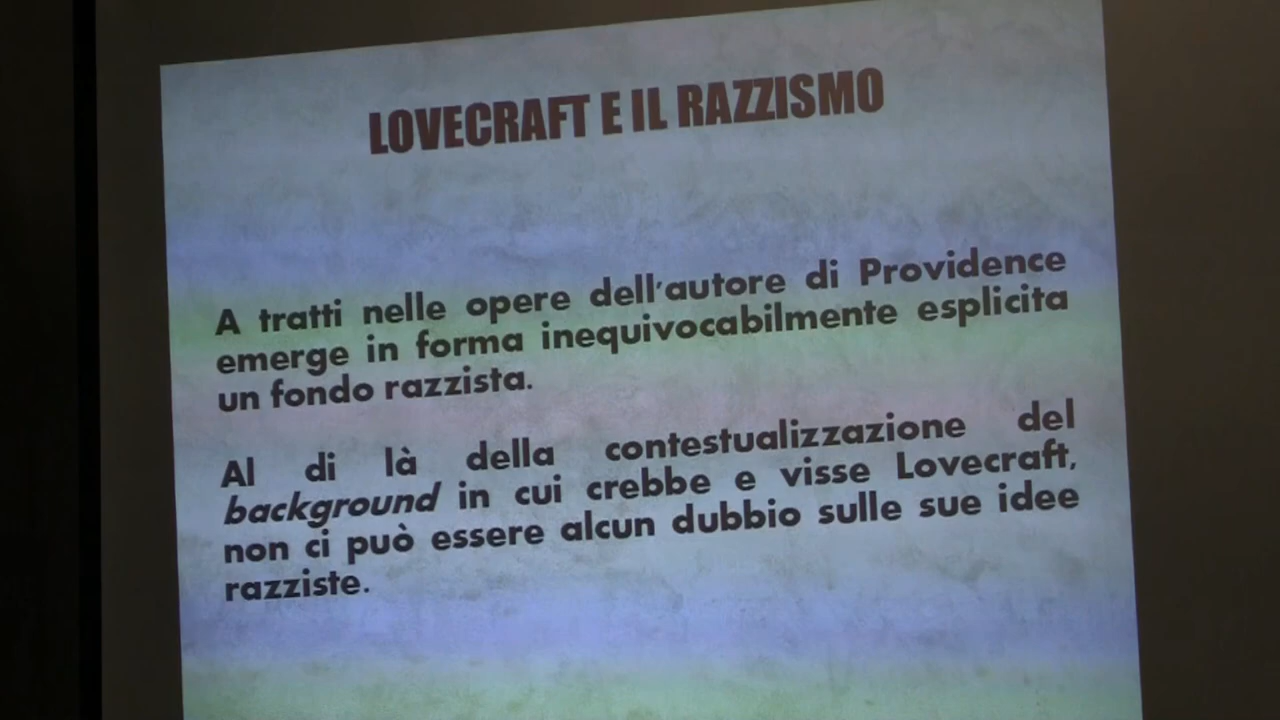 LOVECRAFT E IL RAZZISMO
A tratti nelle opere dell'autore di Providence
emerge in forma inequivocabilmente esplicita
un fondo razzista.
Al di là della contestualizzazione del
background in cui crebbe e visse Lovecraft,
non ci può essere alcun dubbio sulle sue idee
razziste.